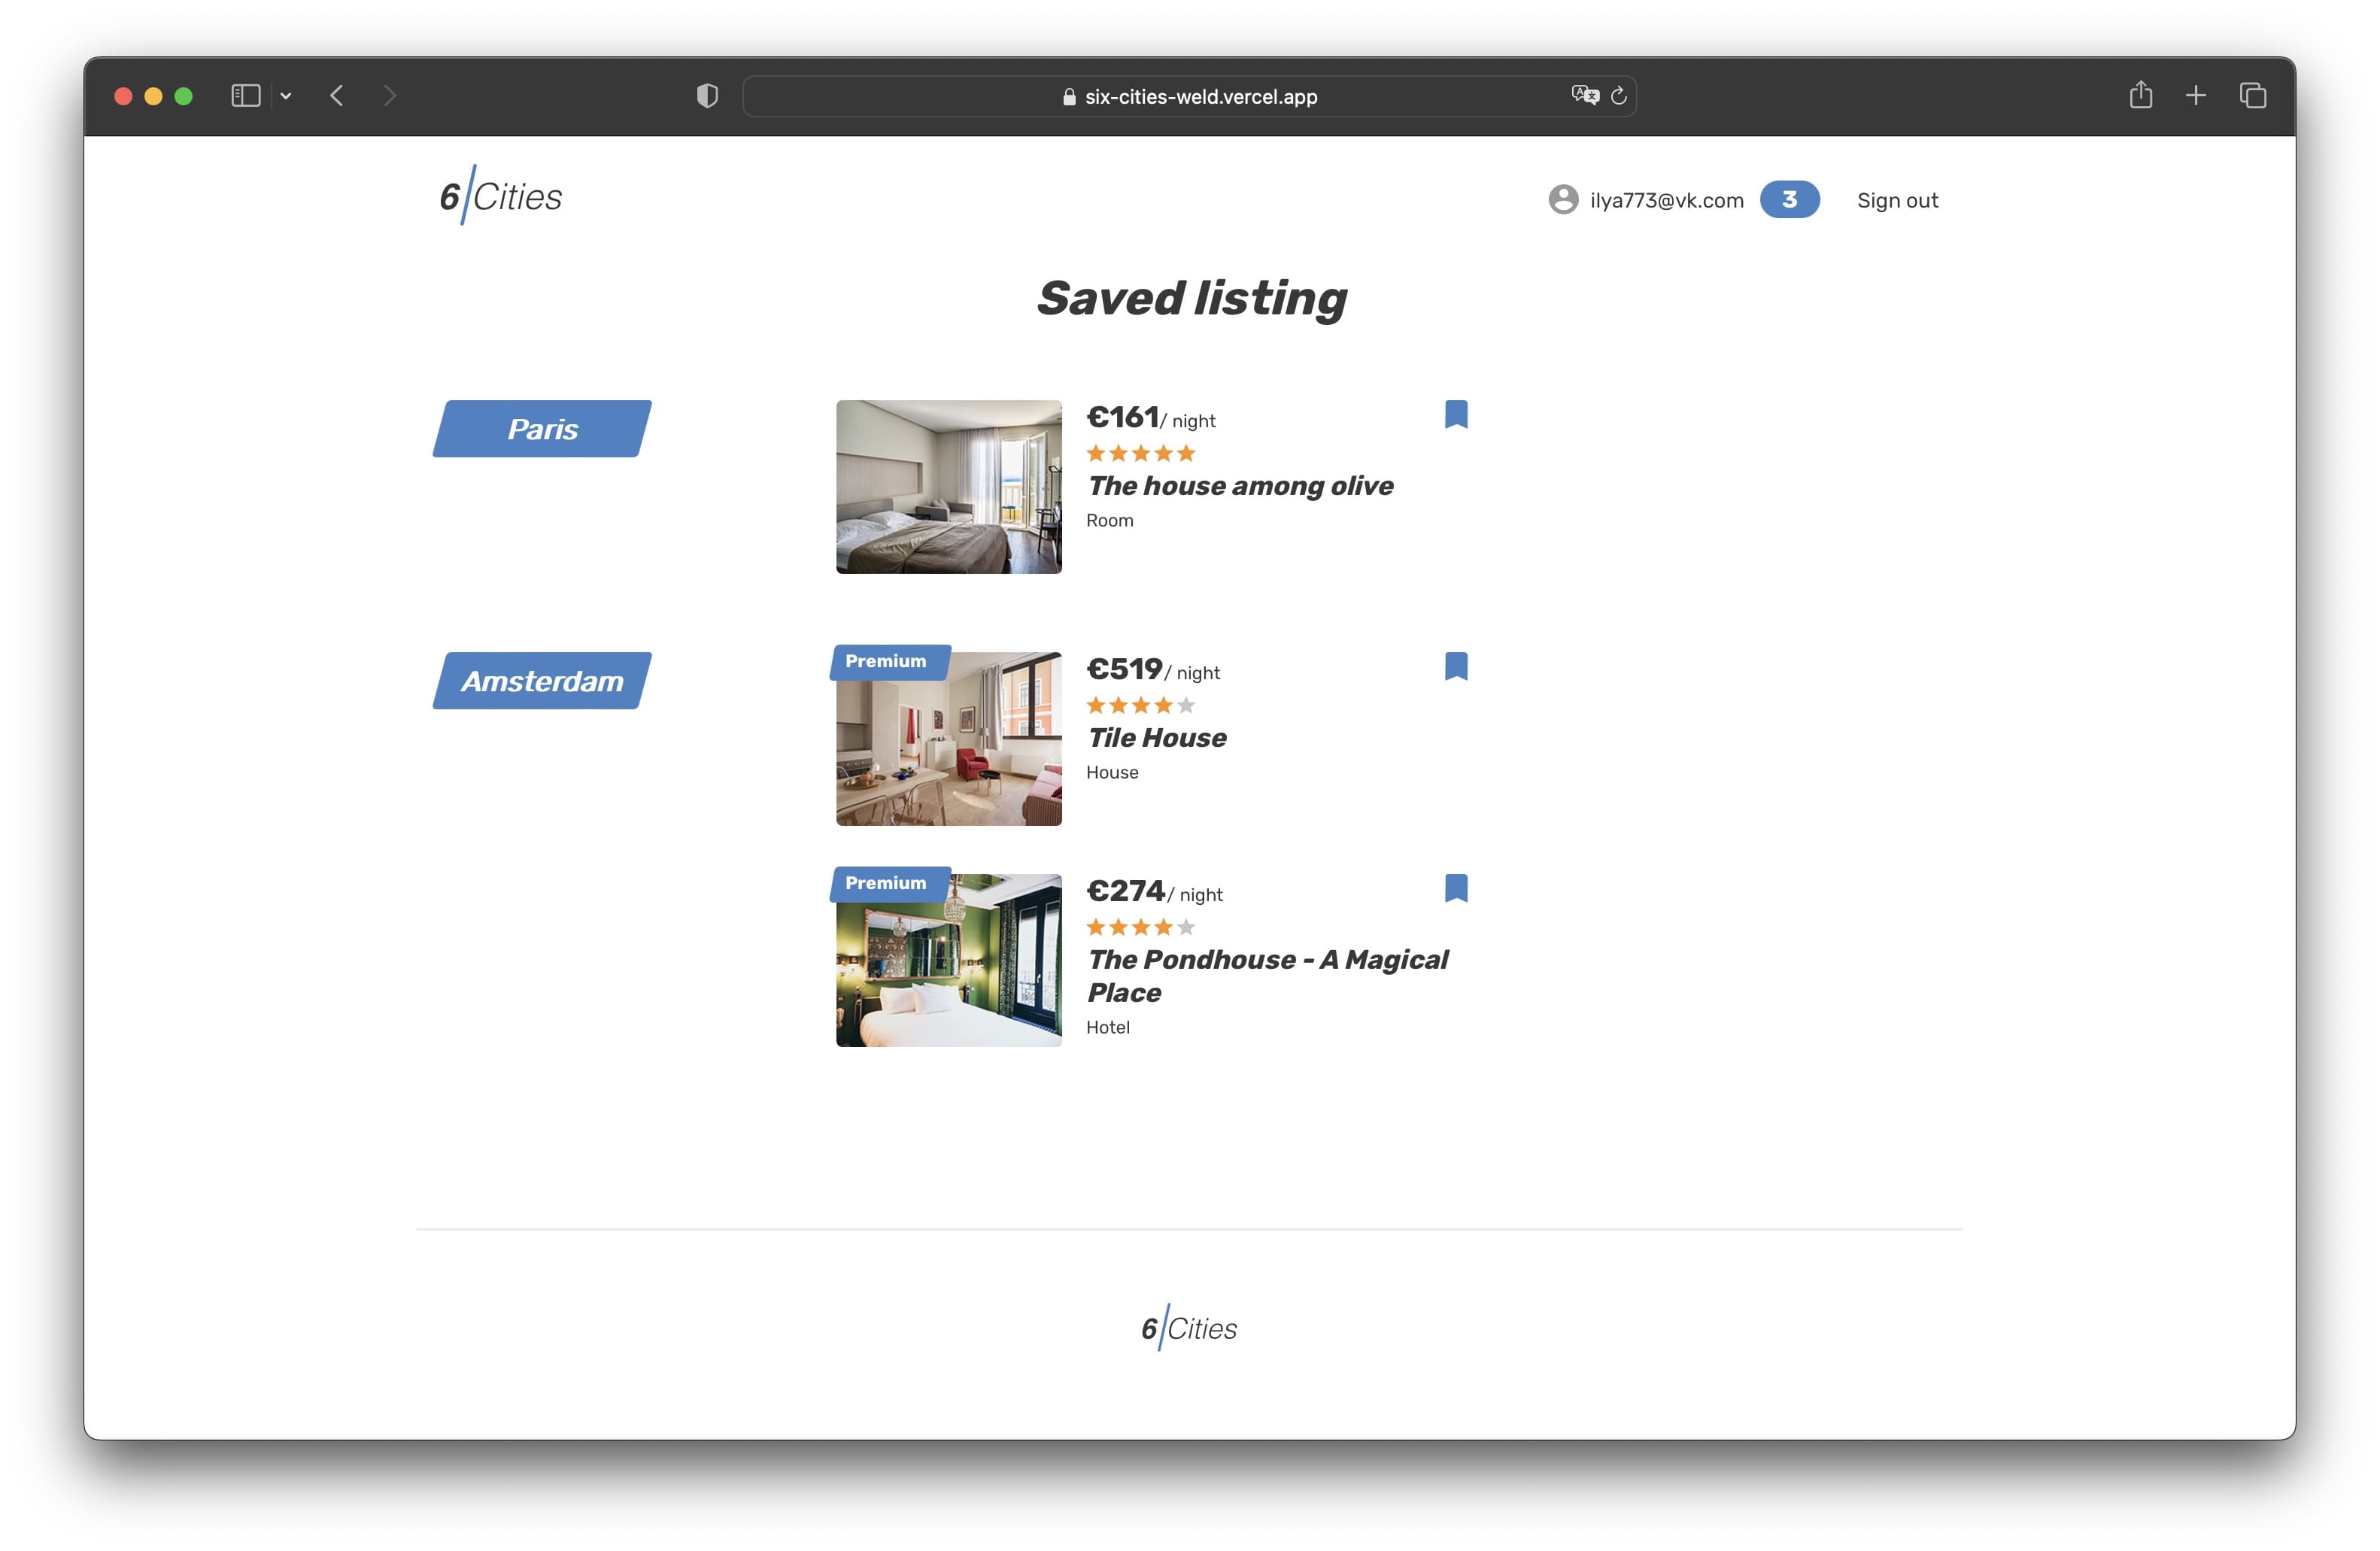 six-cities-weld.vercel.app
6 Cities
ilya773@vk.com 3 Sign out
Saved listing
Paris
€161/ night
The house among olive
Room
Amsterdam
Premium
€519/ night
Tile House
House
Premium
€274/ night
The Pondhouse - A Magical
Place
Hotel
6 Cities